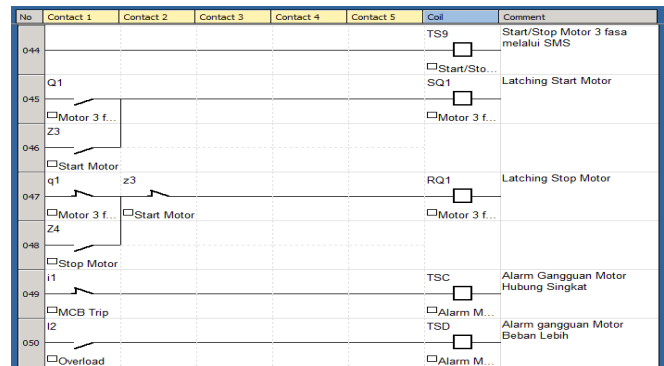 No Contact 1 Contact 2 Contact 3 Contact 4 Contact 5 Coil Comment
044 TS9 Start/Stop Motor 3 fasa
melalui SMS
Start/Sto...
045 Q1 SQ1 Latching Start Motor
Motor 3 f... Motor 3 f...
046 Z3
Start Motor
047 q1 z3 RQ1 Latching Stop Motor
Motor 3 f... Start Motor Motor 3 f...
048 Z4
Stop Motor
049 i1 TSC Alarm Gangguan Motor
Hubung Singkat
MCB Trip Alarm M...
050 I2 TSD Alarm gangguan Motor
Beban Lebih
Overload Alarm M...